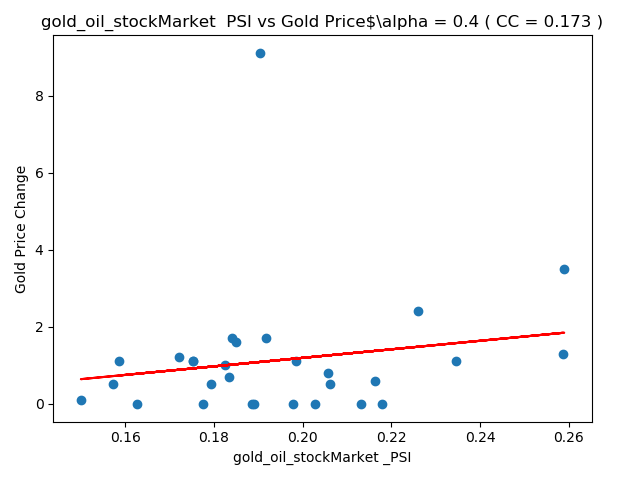 gold_oil_stockMarket  PSI vs Gold Price$\alpha = 0.4 ( CC = 0.173 )
Gold Price Change
8
6
4
2
0
0.16 0.18 0.20 0.22 0.24 0.26
gold_oil_stockMarket _PSI